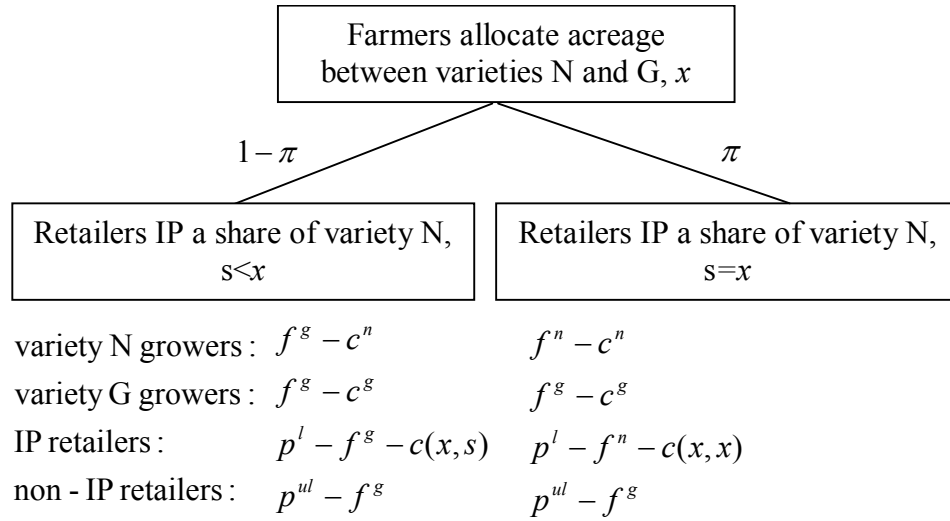 Farmers allocate acreage
between varieties N and G, x
1 − π
π
Retailers IP a share of variety N,
s<x
Retailers IP a share of variety N,
s=x
variety N growers : f^g − c^n f^n − c^n
variety G growers : f^g − c^g f^g − c^g
IP retailers : p^l − f^g − c(x, s) p^l − f^n − c(x, x)
non - IP retailers : p^{ul} − f^g p^{ul} − f^g